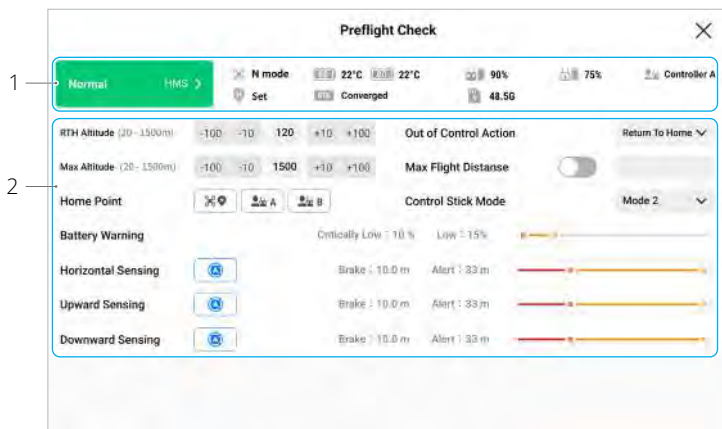 Preflight Check
1
Normal HMS
N mode 22°C 22°C 90% 75% Controller A
Set RTK Converged 48.5G
2
RTH Altitude (20 - 1500m) -100 -10 120 +10 +100 Out of Control Action Return To Home
Max Altitude (20 - 1500m) -100 -10 1500 +10 +100 Max Flight Distanse
Home Point A B Control Stick Mode Mode 2
Battery Warning Critically Low : 10 % Low : 15%
Horizontal Sensing Brake : 10.0 m Alert : 33 m
Upward Sensing Brake : 10.0 m Alert : 33 m
Downward Sensing Brake : 10.0 m Alert : 33 m